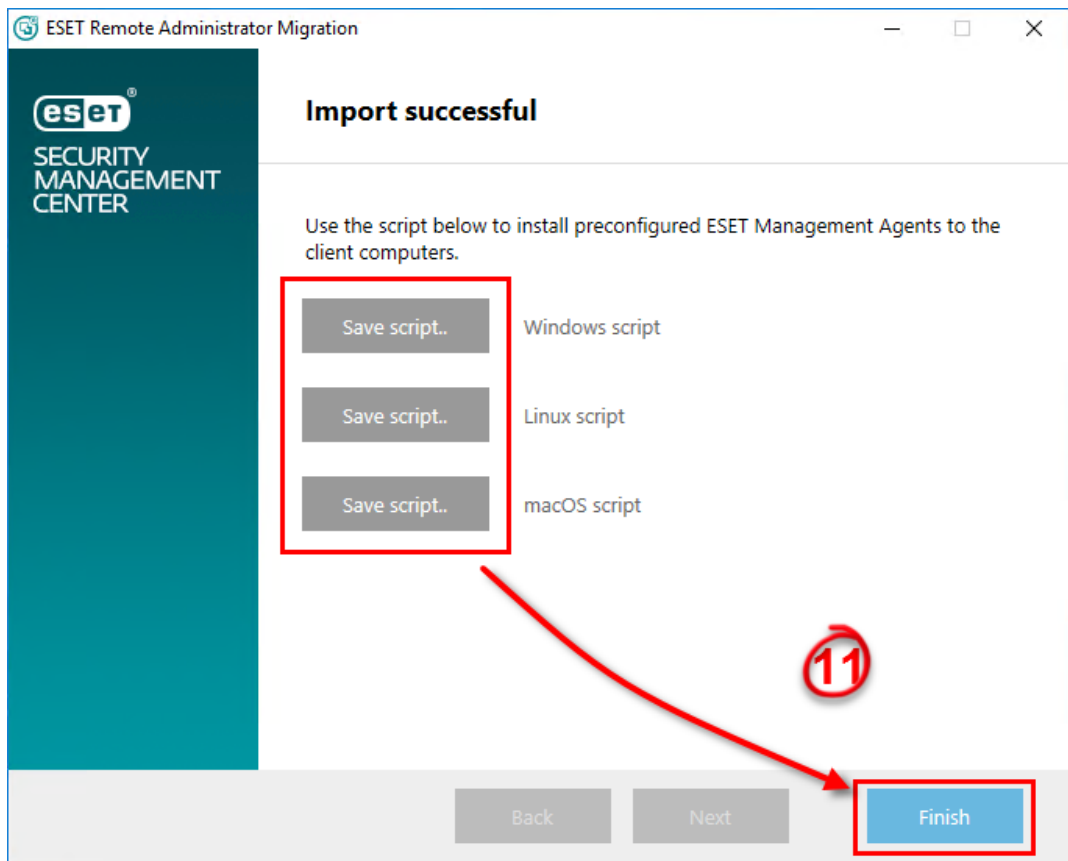 ESET Remote Administrator Migration
eset®
SECURITY
MANAGEMENT
CENTER
Import successful
Use the script below to install preconfigured ESET Management Agents to the
client computers.
Save script.. Windows script
Save script.. Linux script
Save script.. macOS script
11
Back Next Finish